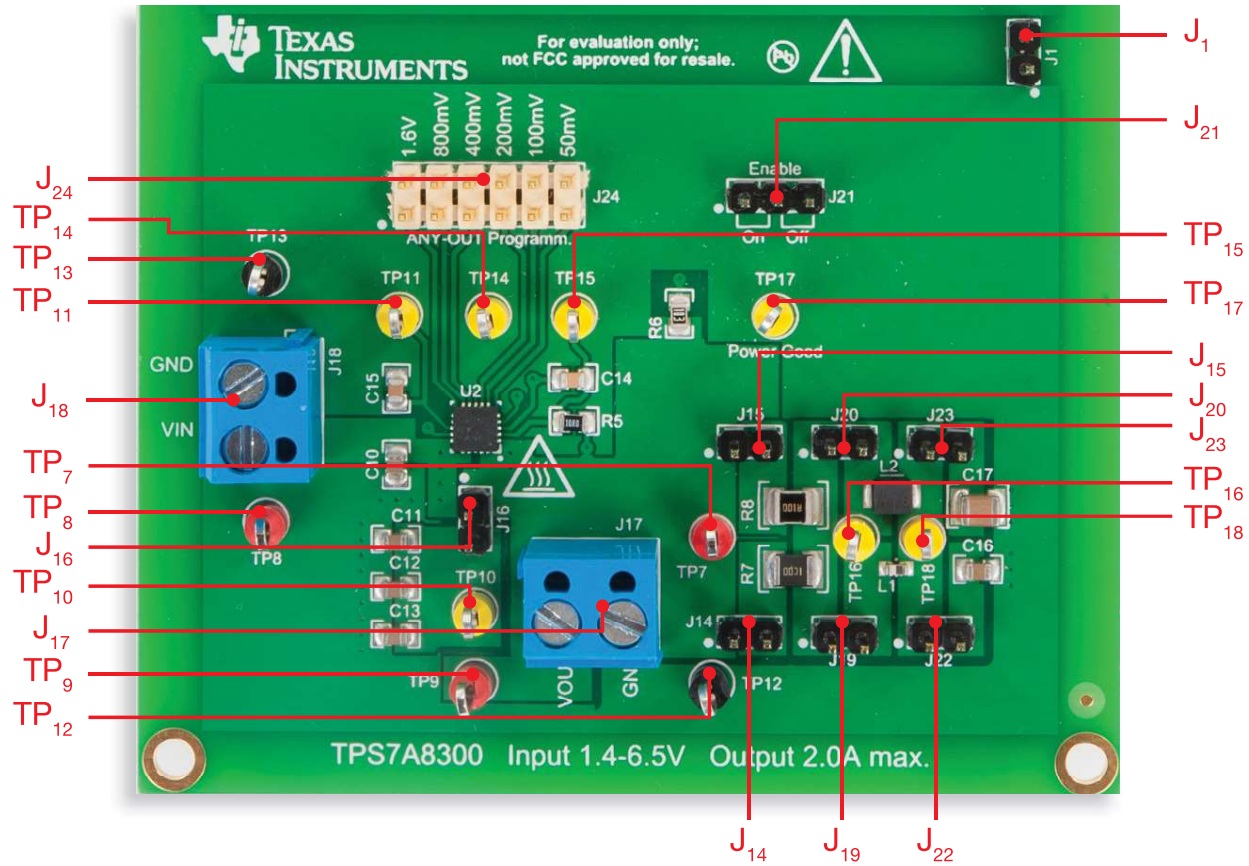 TEXAS
INSTRUMENTS
For evaluation only;
not FCC approved for resale.
Pb
J1
J1
J21
1.6V
800mV
400mV
200mV
100mV
50mV
J24
J24
ANY-OUT Programm.
Enable
J21
On
Off
TP14
TP13
TP11
TP13
TP11
TP14
TP15
TP17
TP15
TP17
R6
Power Good
J15
GND
VIN
J18
J18
C15
U2
C14
R5
C10
J15
J20
J23
J20
J23
L2
C17
TP7
TP8
J16
TP10
J17
TP9
TP12
TP8
C11
C12
C13
J16
TP10
J17
TP7
R8
R100
R7
TP16
L1
TP18
C16
TP16
TP18
J14
J19
J22
TP9
VOU
GN
TP12
TPS7A8300 Input 1.4-6.5V Output 2.0A max.
J14
J19
J22